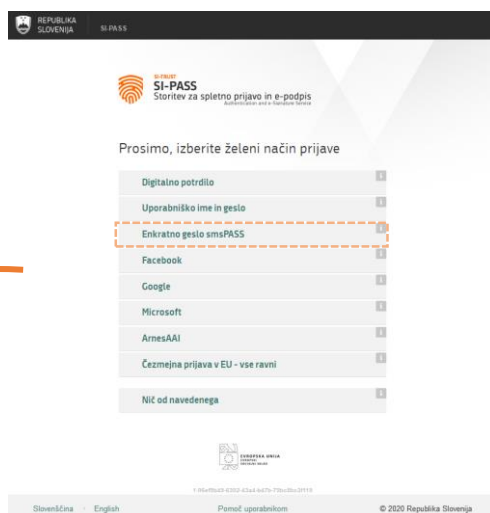 REPUBLIKA
SLOVENIJA
SI-PASS
SI-TRUST
SI-PASS
Storitev za spletno prijavo in e-podpis
Authentication and e-Signature Service
Prosimo, izberite želeni način prijave
Digitalno potrdilo
Uporabniško ime in geslo
Enkratno geslo smsPASS
Facebook
Google
Microsoft
ArnesAAI
Čezmejna prijava v EU - vse ravni
Nič od navedenega
EVROPSKA UNIJA
Slovenščina · English
Pomoč uporabnikom
© 2020 Republika Slovenija